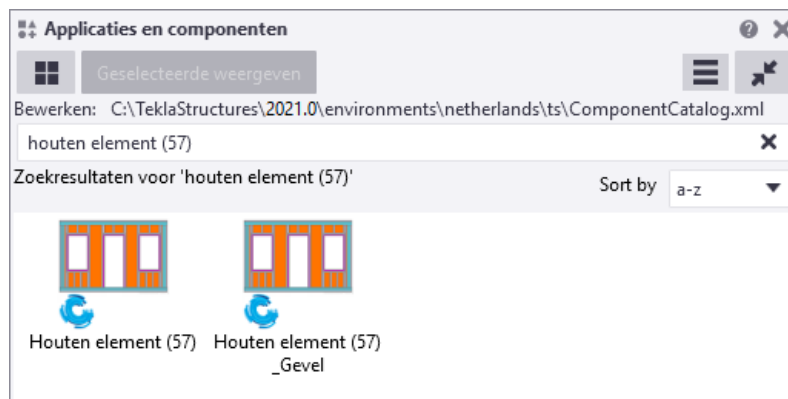 Applicaties en componenten
Geselecteerde weergeven
Bewerken: C:\TeklaStructures\2021.0\environments\netherlands\ts\ComponentCatalog.xml
houten element (57)
Zoekresultaten voor 'houten element (57)'
Sort by a-z
Houten element (57) Houten element (57)
_Gevel